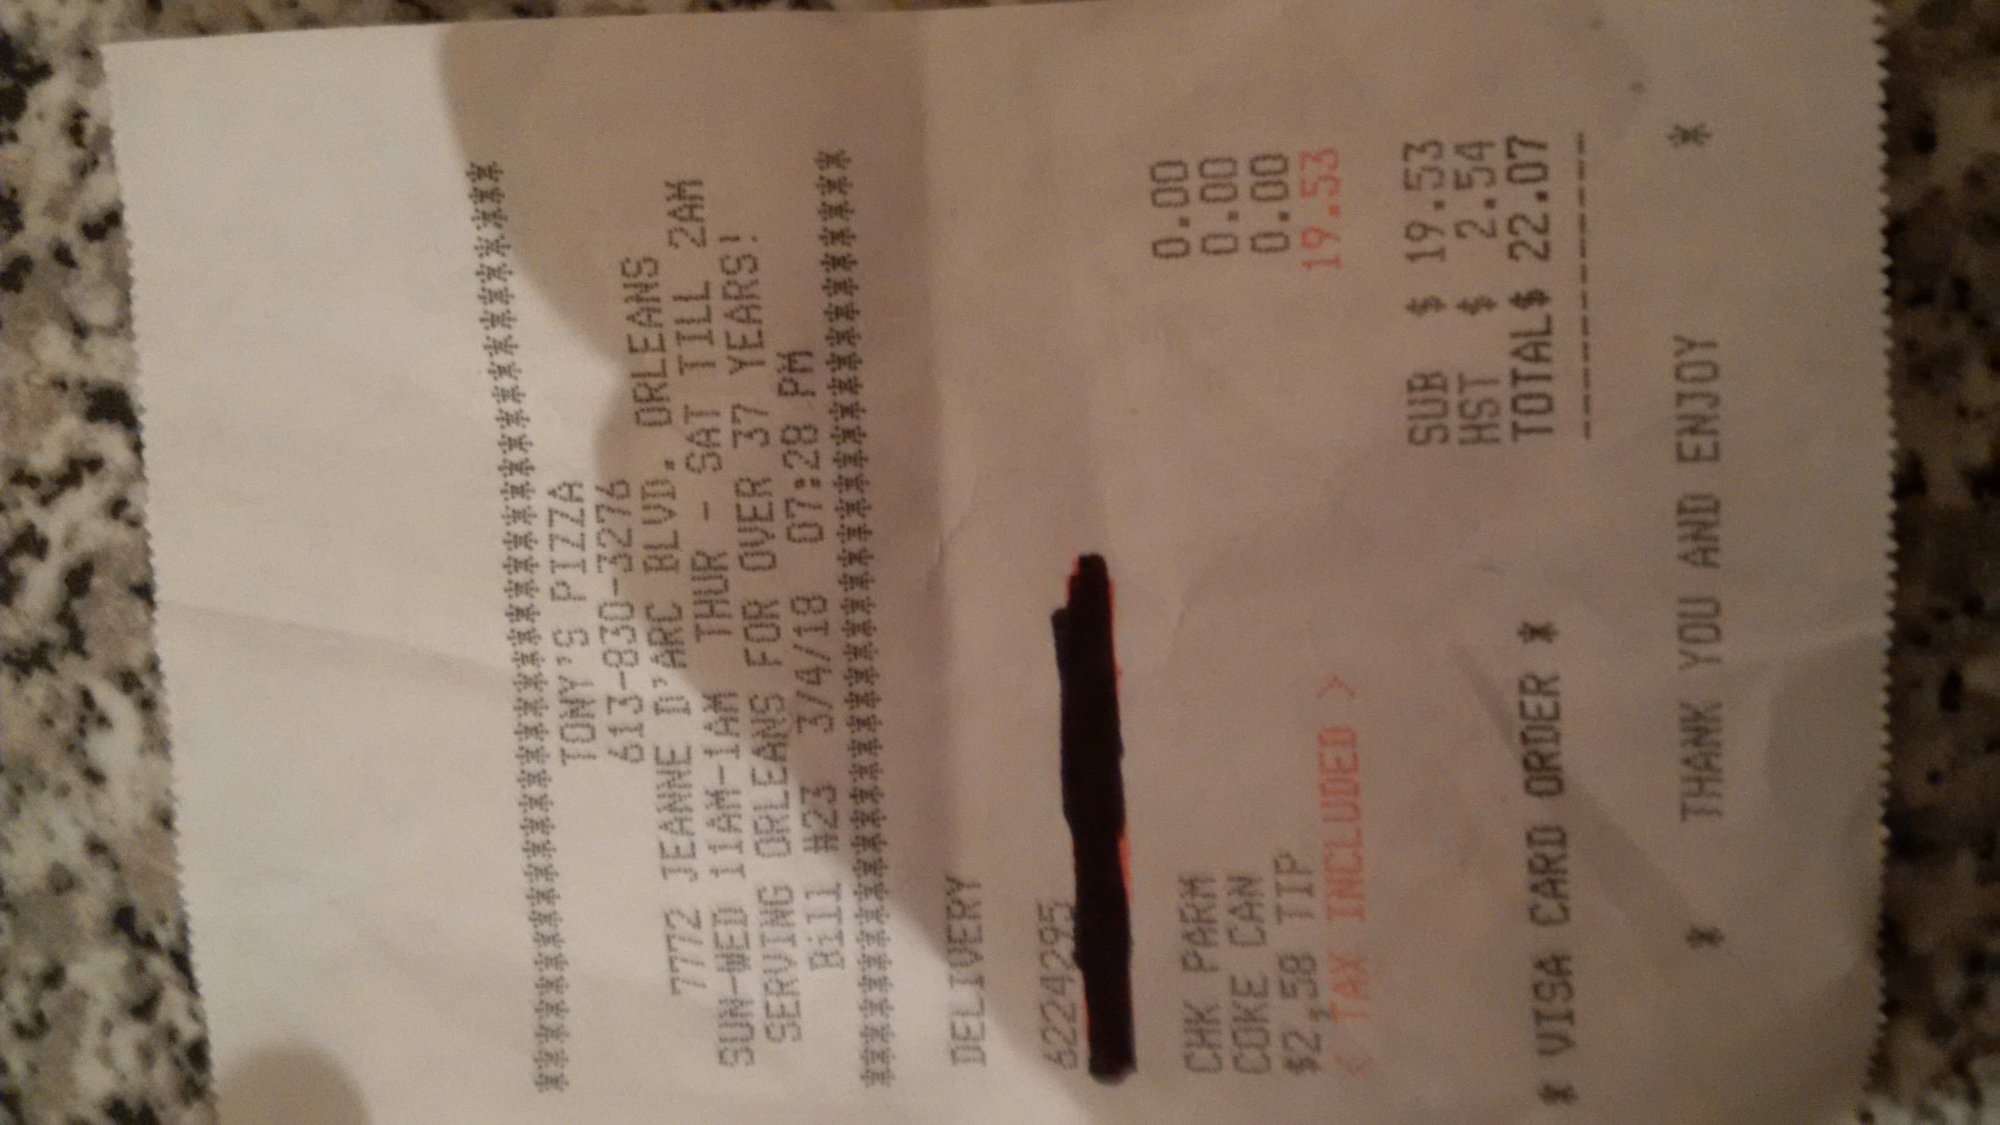 ************************************
TONY'S PIZZA
613-830-3276
7772 JEANNE D'ARC BLVD. ORLEANS
SUN-WED 11AM-1AM THUR - SAT TILL 2AM
SERVING ORLEANS FOR OVER 37 YEARS!
Bill #23 3/4/18 07:28 PM
************************************
DELIVERY
6224295
CHK PARM 0.00
COKE CAN 0.00
$2,58 TIP 0.00
< TAX INCLUDED > 19.53
SUB $ 19.53
HST $ 2.54
TOTAL$ 22.07
------------
* VISA CARD ORDER *
* THANK YOU AND ENJOY *